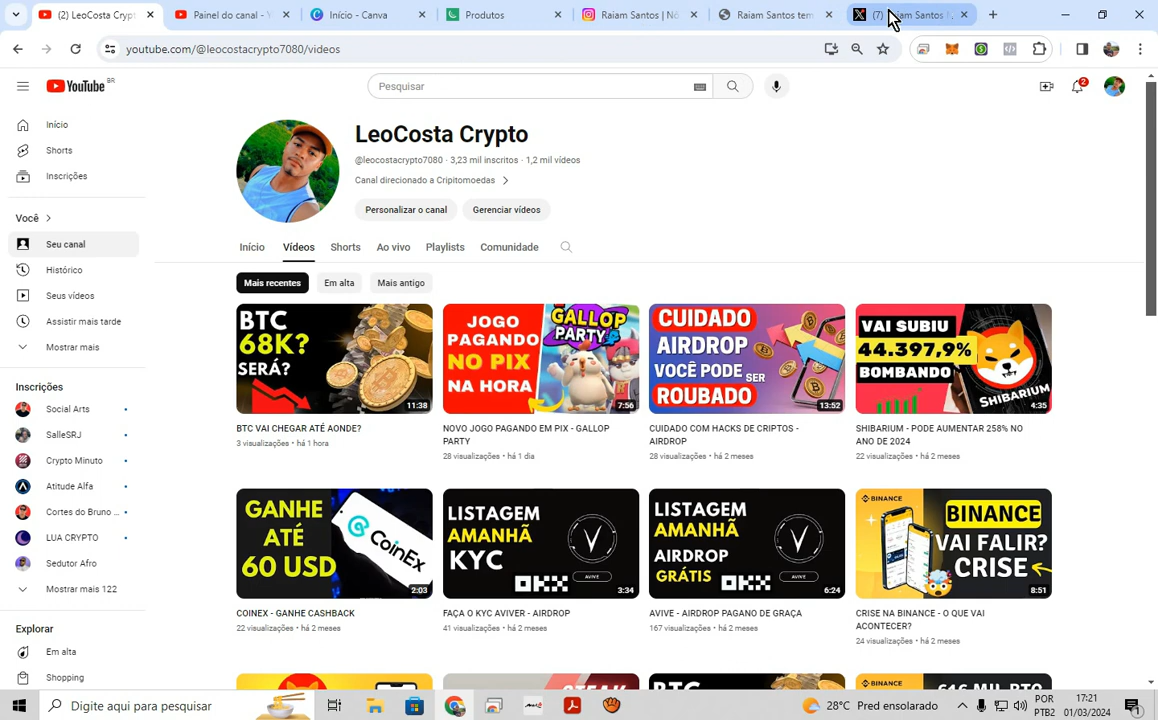 (2) LeoCosta Cryp
Painel do canal - Y
Início - Canva
Produtos
Raiam Santos | Nó
Raiam Santos tem
(7) Raiam Santos
youtube.com/@leocostacrypto7080/videos
YouTube BR
Pesquisar
2
Início
Shorts
Inscrições
Você
Seu canal
Histórico
Seus vídeos
Assistir mais tarde
Mostrar mais
Inscrições
Social Arts
SalleSRJ
Crypto Minuto
Atitude Alfa
Cortes do Bruno ...
LUA CRYPTO
Sedutor Afro
Mostrar mais 122
Explorar
Em alta
Shopping
LeoCosta Crypto
@leocostacrypto7080 · 3,23 mil inscritos · 1,2 mil vídeos
Canal direcionado a Cripitomoedas
Personalizar o canal
Gerenciar vídeos
Início
Vídeos
Shorts
Ao vivo
Playlists
Comunidade
Mais recentes
Em alta
Mais antigo
BTC
68K?
SERÁ?
11:38
BTC VAI CHEGAR ATÉ AONDE?
3 visualizações · há 1 hora
JOGO
PAGANDO
NO PIX
NA HORA
GALLOP
PARTY
7:56
NOVO JOGO PAGANDO EM PIX - GALLOP
PARTY
28 visualizações · há 1 dia
CUIDADO
AIRDROP
VOCÊ PODE
SER
ROUBADO
13:52
CUIDADO COM HACKS DE CRIPTOS -
AIRDROP
28 visualizações · há 2 meses
VAI SUBIU
44.397,9%
BOMBANDO
SHIBARIUM
4:35
SHIBARIUM - PODE AUMENTAR 258% NO
ANO DE 2024
22 visualizações · há 2 meses
GANHE
ATÉ
60 USD
CoinEx
2:03
COINEX - GANHE CASHBACK
22 visualizações · há 2 meses
LISTAGEM
AMANHÃ
KYC
OKX
AVIVE
3:34
FAÇA O KYC AVIVER - AIRDROP
41 visualizações · há 2 meses
LISTAGEM
AMANHÃ
AIRDROP
GRÁTIS
OKX
AVIVE
6:24
AVIVE - AIRDROP PAGANO DE GRAÇA
167 visualizações · há 2 meses
BINANCE
BINANCE
VAI FALIR?
CRISE
8:51
CRISE NA BINANCE - O QUE VAI
ACONTECER?
24 visualizações · há 2 meses
BINANCE
Digite aqui para pesquisar
28°C Pred ensolarado
POR
PTB2
17:21
01/03/2024
1